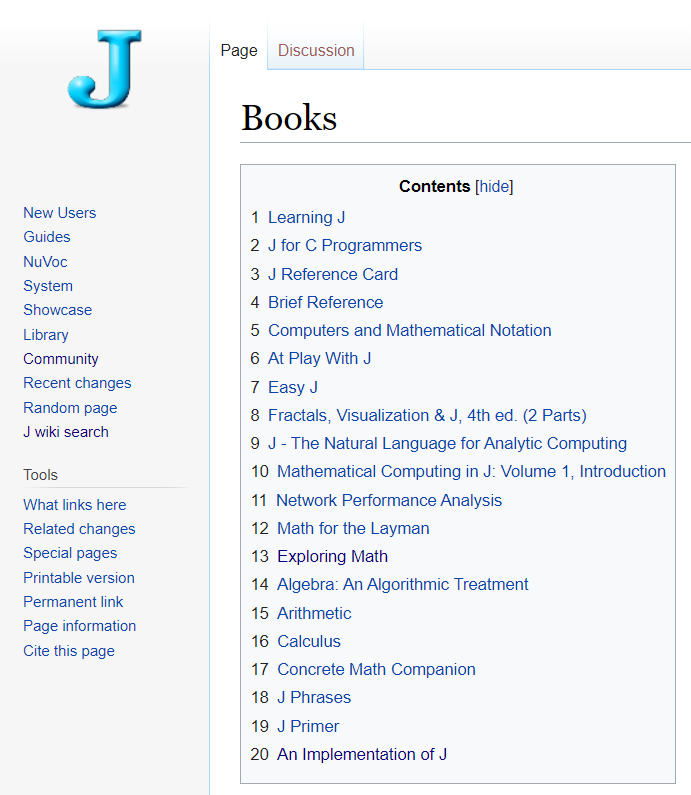 J
Page
Discussion
Books
Contents [hide]
1 Learning J
2 J for C Programmers
3 J Reference Card
4 Brief Reference
5 Computers and Mathematical Notation
6 At Play With J
7 Easy J
8 Fractals, Visualization & J, 4th ed. (2 Parts)
9 J - The Natural Language for Analytic Computing
10 Mathematical Computing in J: Volume 1, Introduction
11 Network Performance Analysis
12 Math for the Layman
13 Exploring Math
14 Algebra: An Algorithmic Treatment
15 Arithmetic
16 Calculus
17 Concrete Math Companion
18 J Phrases
19 J Primer
20 An Implementation of J
New Users
Guides
NuVoc
System
Showcase
Library
Community
Recent changes
Random page
J wiki search
Tools
What links here
Related changes
Special pages
Printable version
Permanent link
Page information
Cite this page